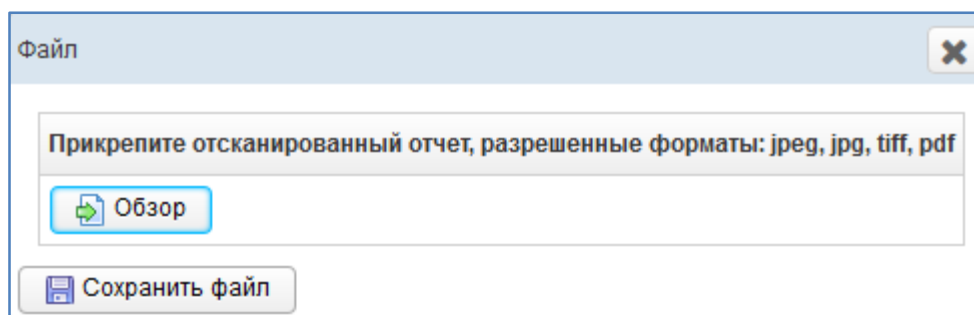 Файл
Прикрепите отсканированный отчет, разрешенные форматы: jpeg, jpg, tiff, pdf
Обзор
Сохранить файл